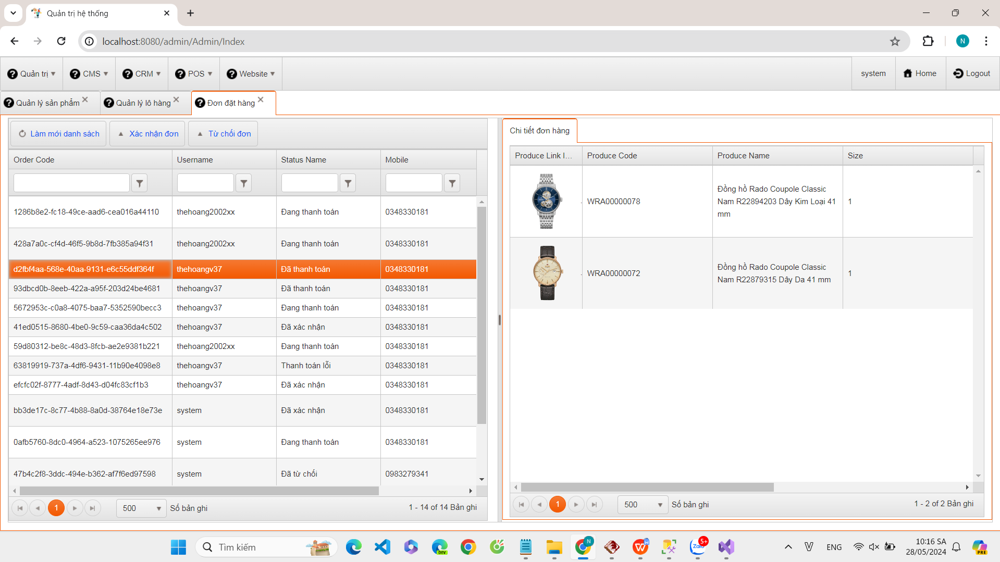 Quản trị hệ thống
localhost:8080/admin/Admin/Index
N
Quản trị
CMS
CRM
POS
Website
system
Home
Logout
Quản lý sản phẩm
Quản lý lô hàng
Đơn đặt hàng
Làm mới danh sách
Xác nhận đơn
Từ chối đơn
Order Code Username Status Name Mobile
1286b8e2-fc18-49ce-aad6-cea016a44110 thehoang2002xx Đang thanh toán 0348330181
428a7a0c-cf4d-46f5-9b8d-7fb385a94f31 thehoang2002xx Đang thanh toán 0348330181
d2fbf4aa-568e-40aa-9131-e6c55ddf364f thehoangv37 Đã thanh toán 0348330181
93dbcd0b-8eeb-422a-a95f-203d24be4681 thehoangv37 Đã thanh toán 0348330181
5672953c-c0a8-4075-baa7-5352590becc3 thehoangv37 Đang thanh toán 0348330181
41ed0515-8680-4be0-9c59-caa36da4c502 thehoangv37 Đã xác nhận 0348330181
59d80312-be8c-48d3-8fcb-ae2e9381b221 thehoang2002xx Đang thanh toán 0348330181
63819919-737a-4df6-9431-11b90e4098e8 thehoangv37 Thanh toán lỗi 0348330181
efcfc02f-8777-4adf-8d43-d04fc83cf1b3 thehoangv37 Đã xác nhận 0348330181
bb3de17c-8c77-4b88-8a0d-38764e18e73e system Đã xác nhận 0348330181
0afb5760-8dc0-4964-a523-1075265ee976 system Đang thanh toán 0348330181
47b4c2f8-3ddc-494e-b362-af7f6ed97598 system Đã từ chối 0983279341
1 500 Số bản ghi 1 - 14 of 14 Bản ghi
Chi tiết đơn hàng
Produce Link I... Produce Code Produce Name Size
WRA00000078
Đồng hồ Rado Coupole Classic
Nam R22894203 Dây Kim Loại 41
mm
1
WRA00000072
Đồng hồ Rado Coupole Classic
Nam R22879315 Dây Da 41 mm
1
1 500 Số bản ghi 1 - 2 of 2 Bản ghi
Tìm kiếm
DEV
N
W
Zalo
5+
V
ENG
10:16 SA
28/05/2024
PRE